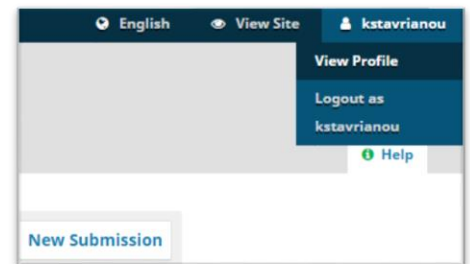 English View Site kstavrianou
View Profile
Logout as
kstavrianou
Help
New Submission